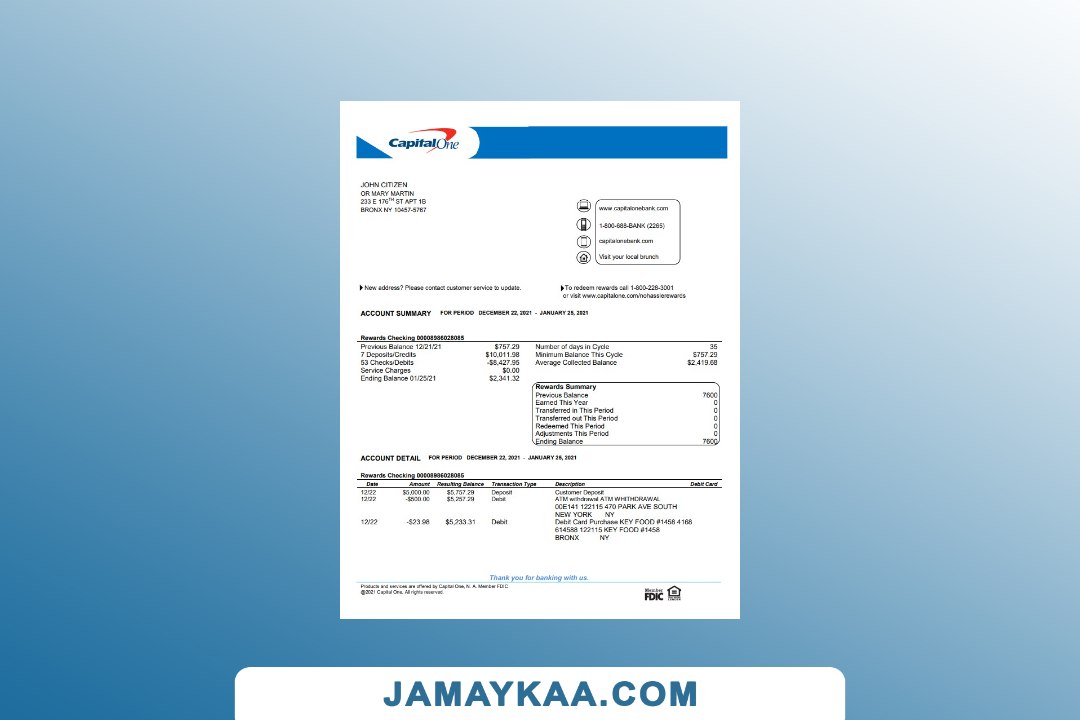 CapitalOne
JOHN CITIZEN
OR MARY MARTIN
233 E 176TH ST APT 1B
BRONX NY 10457-5787
www.capitalonebank.com
1-800-688-BANK (2265)
capitalonebank.com
Visit your local brunch
New address? Please contact customer service to update.
To redeem rewards call 1-800-228-3001
or visit www.capitalone.com/nohasslerewards
ACCOUNT SUMMARY FOR PERIOD DECEMBER 22, 2021 - JANUARY 25, 2021
Rewards Checking 00008986028085
Previous Balance 12/21/21 $757.29
7 Deposits/Credits $10,011.98
53 Checks/Debits -$8,427.95
Service Charges $0.00
Ending Balance 01/25/21 $2,341.32
Number of days in Cycle 35
Minimum Balance This Cycle $757.29
Average Collected Balance $2,419.68
Rewards Summary
Previous Balance 7600
Earned This Year 0
Transferred in This Period 0
Transferred out This Period 0
Redeemed This Period 0
Adjustments This Period 0
Ending Balance 7600
ACCOUNT DETAIL FOR PERIOD DECEMBER 22, 2021 - JANUARY 25, 2021
Rewards Checking 00008986028085
Date Amount Resulting Balance Transaction Type Description Debit Card
12/22 $5,000.00 $5,757.29 Deposit Customer Deposit
12/22 -$500.00 $5,257.29 Debit ATM withdrawal ATM WHITHDRAWAL
00E141 122115 470 PARK AVE SOUTH
NEW YORK NY
12/22 -$23.98 $5,233.31 Debit Debit Card Purchase KEY FOOD #1458 4168
614588 122115 KEY FOOD #1458
BRONX NY
Thank you for banking with us.
Products and services are offered by Capital One, N. A. Member FDIC
@2021 Capital One. All rights reserved.
Member
FDIC
JAMAYKAA.COM